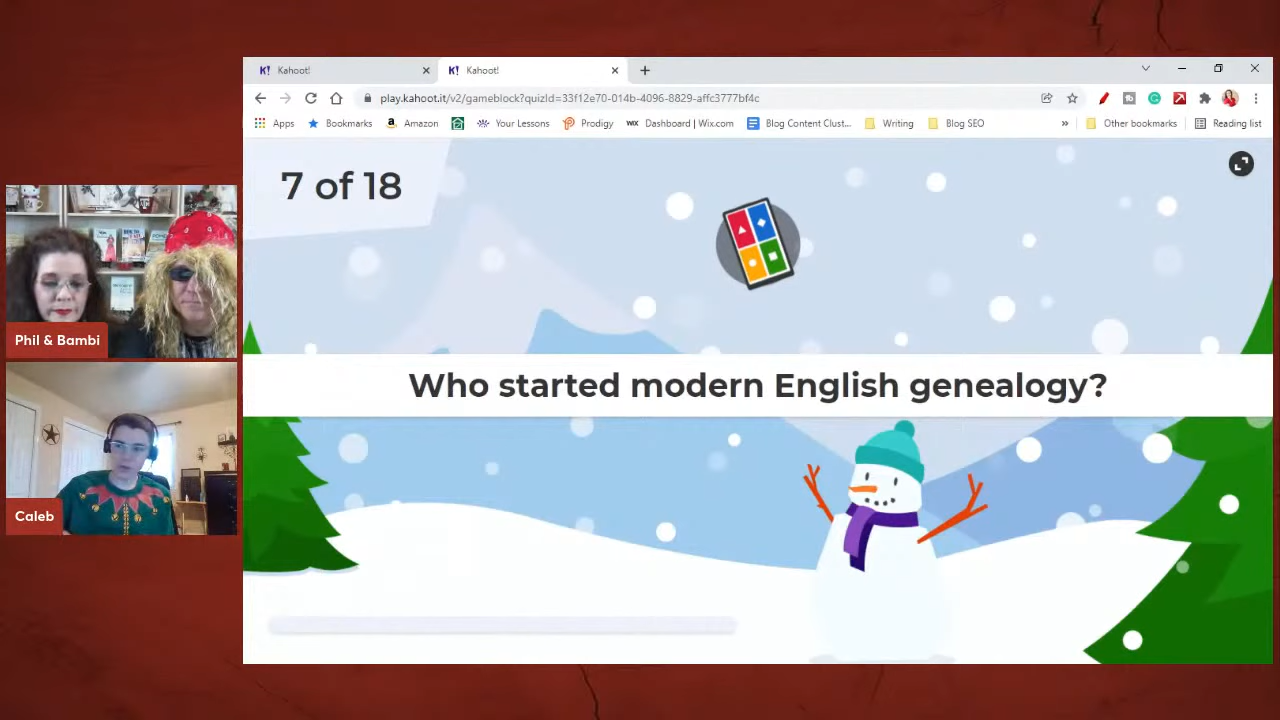 Kahoot!
Kahoot!
play.kahoot.it/v2/gameblock?quizId=33f12e70-014b-4096-8829-affc3777bf4c
Apps Bookmarks Amazon Your Lessons Prodigy WIX Dashboard | Wix.com Blog Content Clust... Writing Blog SEO » Other bookmarks Reading list
7 of 18
Who started modern English genealogy?
Phil & Bambi
Caleb